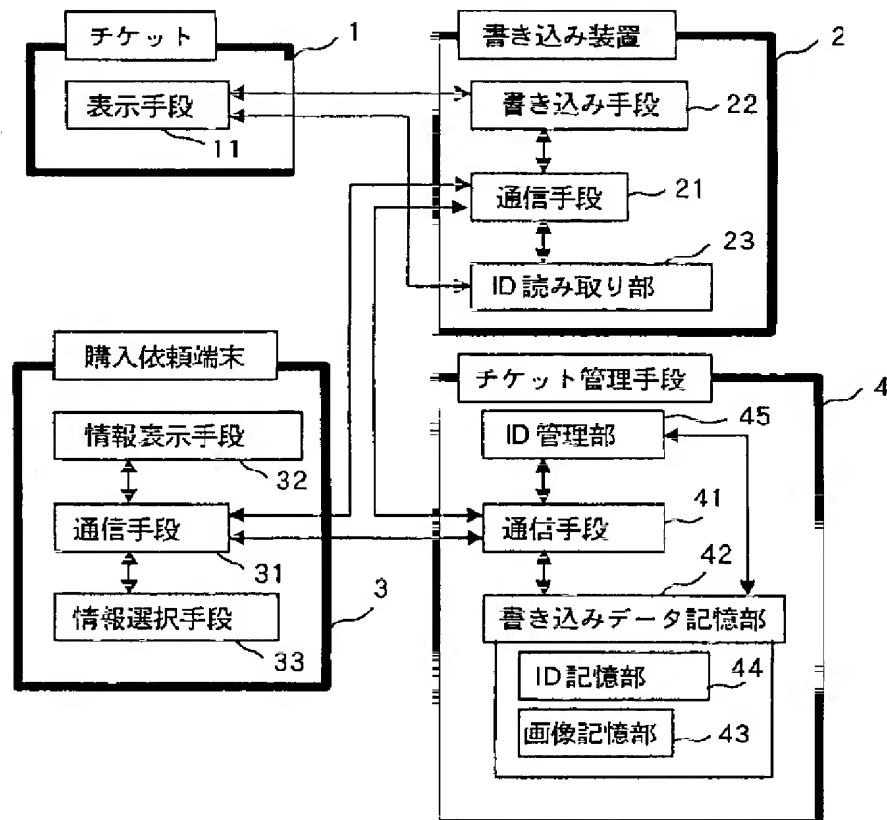 チケット
1
表示手段
11
書き込み装置
2
書き込み手段
22
通信手段
21
23
ID読み取り部
購入依頼端末
情報表示手段
32
通信手段
31
情報選択手段
33
3
チケット管理手段
4
45
ID管理部
通信手段
41
42
書き込みデータ記憶部
ID記憶部
44
画像記憶部
43